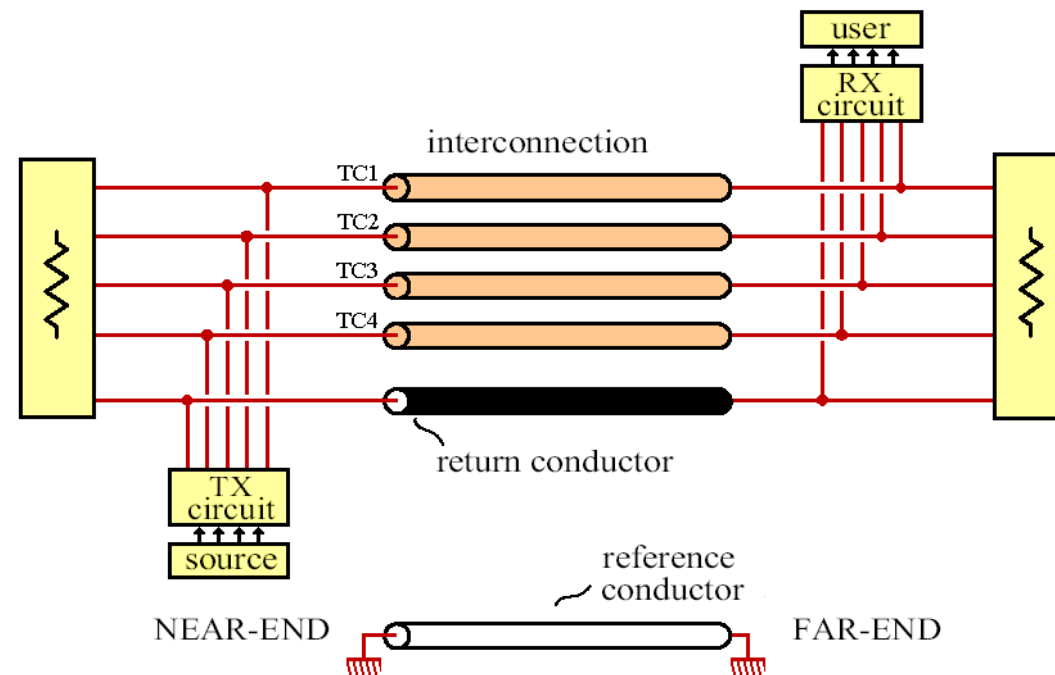 user
RX
circuit
interconnection
TC1
TC2
TC3
TC4
return conductor
TX
circuit
source
reference
conductor
NEAR-END
FAR-END